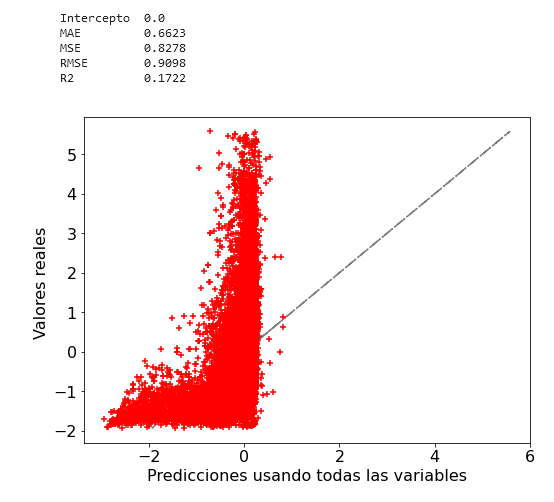 Intercepto 0.0
MAE 0.6623
MSE 0.8278
RMSE 0.9098
R2 0.1722
5
4
3
2
1
0
−1
−2
Valores reales
−2 0 2 4 6
Predicciones usando todas las variables